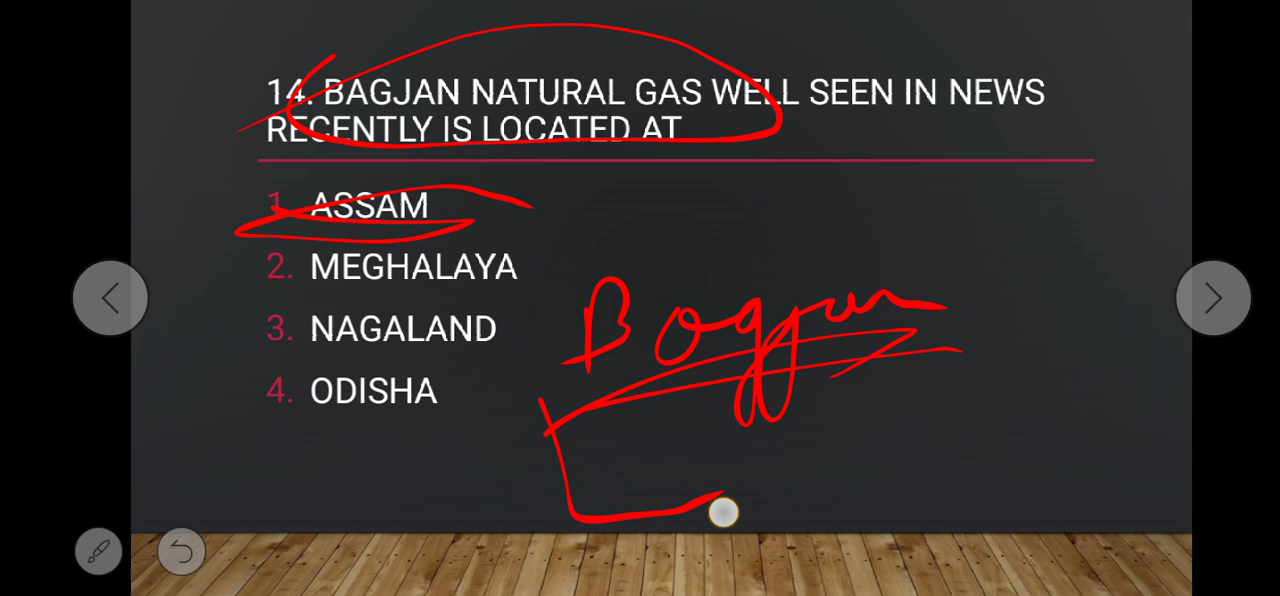 14. BAGJAN NATURAL GAS WELL SEEN IN NEWS
RECENTLY IS LOCATED AT
1. ASSAM
2. MEGHALAYA
3. NAGALAND
4. ODISHA
Bagjan